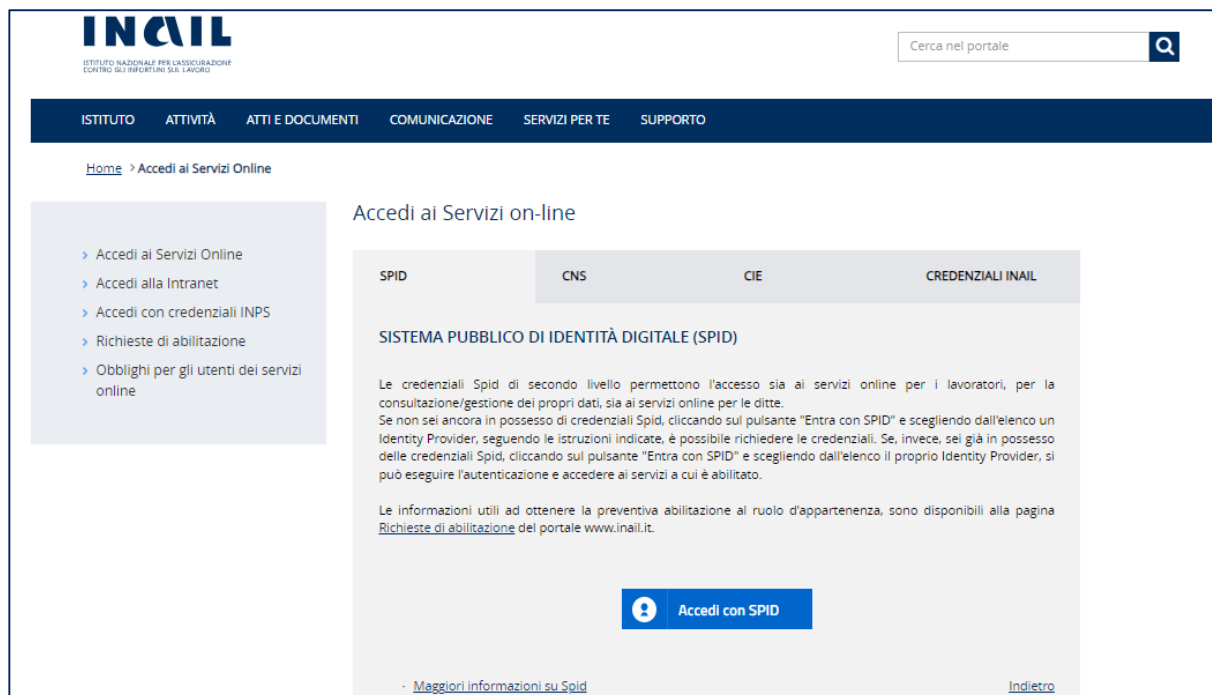 INAIL
ISTITUTO NAZIONALE PER L'ASSICURAZIONE
CONTRO GLI INFORTUNI SUL LAVORO
Cerca nel portale
ISTITUTO ATTIVITÀ ATTI E DOCUMENTI COMUNICAZIONE SERVIZI PER TE SUPPORTO
Home > Accedi ai Servizi Online
> Accedi ai Servizi Online
> Accedi alla Intranet
> Accedi con credenziali INPS
> Richieste di abilitazione
> Obblighi per gli utenti dei servizi
online
Accedi ai Servizi on-line
SPID CNS CIE CREDENZIALI INAIL
SISTEMA PUBBLICO DI IDENTITÀ DIGITALE (SPID)
Le credenziali Spid di secondo livello permettono l'accesso sia ai servizi online per i lavoratori, per la
consultazione/gestione dei propri dati, sia ai servizi online per le ditte.
Se non sei ancora in possesso di credenziali Spid, cliccando sul pulsante "Entra con SPID" e scegliendo dall'elenco un
Identity Provider, seguendo le istruzioni indicate, è possibile richiedere le credenziali. Se, invece, sei già in possesso
delle credenziali Spid, cliccando sul pulsante "Entra con SPID" e scegliendo dall'elenco il proprio Identity Provider, si
può eseguire l'autenticazione e accedere ai servizi a cui è abilitato.
Le informazioni utili ad ottenere la preventiva abilitazione al ruolo d'appartenenza, sono disponibili alla pagina
Richieste di abilitazione del portale www.inail.it.
Accedi con SPID
· Maggiori informazioni su Spid
Indietro